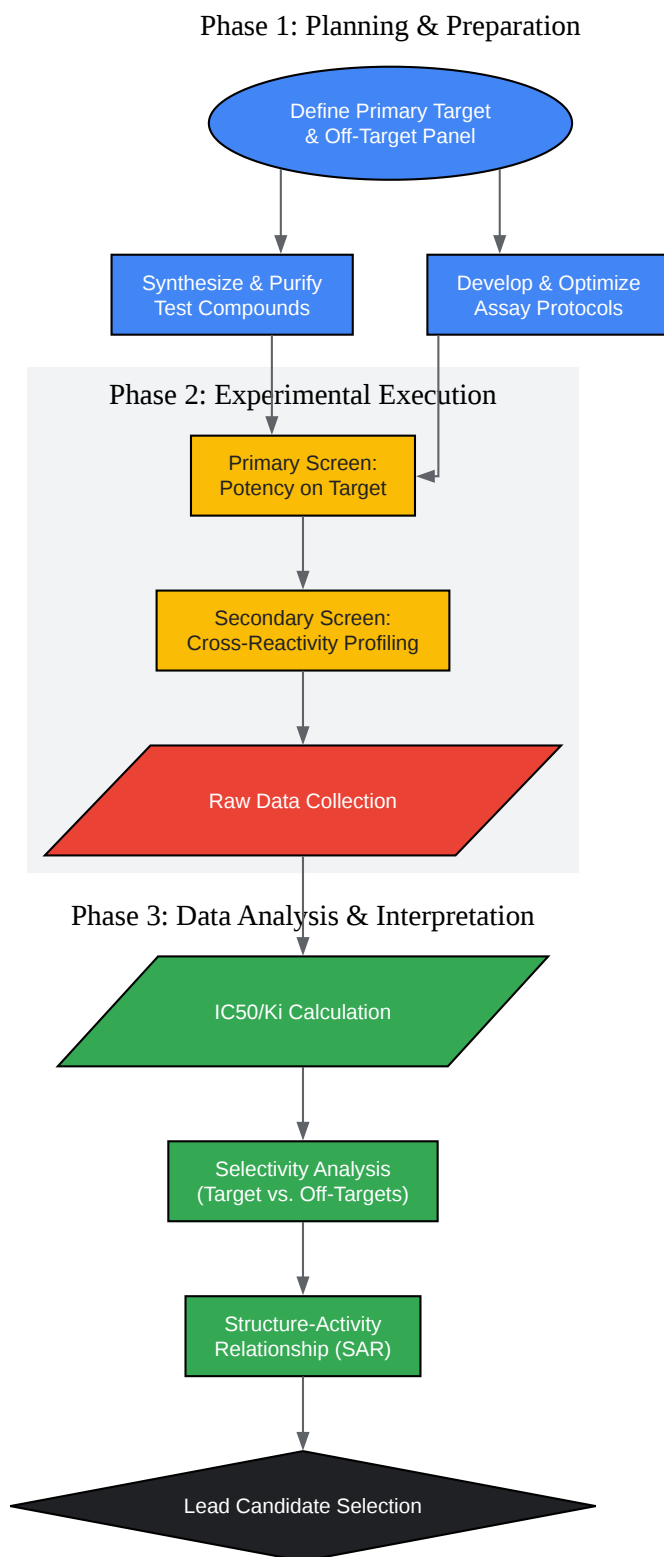 Phase 1: Planning & Preparation
Define Primary Target
& Off-Target Panel
Synthesize & Purify
Test Compounds
Develop & Optimize
Assay Protocols
Phase 2: Experimental Execution
Primary Screen:
Potency on Target
Secondary Screen:
Cross-Reactivity Profiling
Raw Data Collection
Phase 3: Data Analysis & Interpretation
IC50/Ki Calculation
Selectivity Analysis
(Target vs. Off-Targets)
Structure-Activity
Relationship (SAR)
Lead Candidate Selection